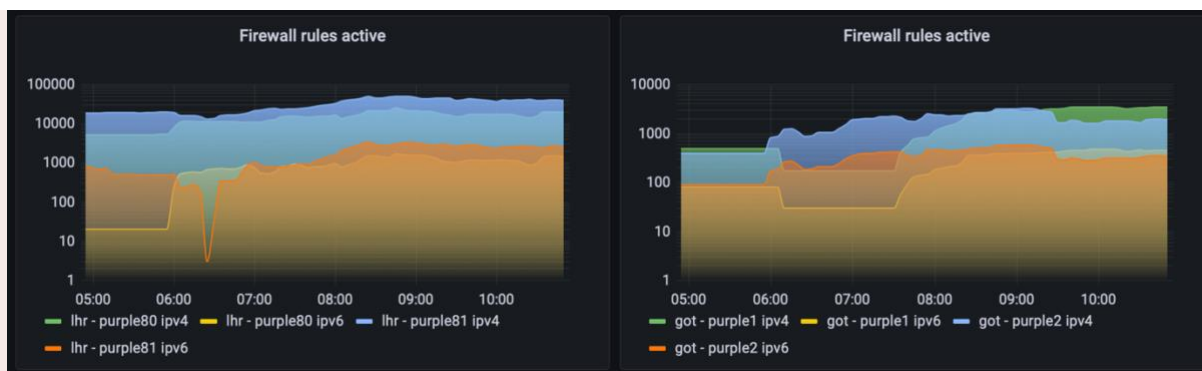 Firewall rules active
100000
10000
1000
100
10
1
05:00 06:00 07:00 08:00 09:00 10:00
lhr - purple80 ipv4 lhr - purple80 ipv6 lhr - purple81 ipv4
lhr - purple81 ipv6
Firewall rules active
10000
1000
100
10
1
05:00 06:00 07:00 08:00 09:00 10:00
got - purple1 ipv4 got - purple1 ipv6 got - purple2 ipv4
got - purple2 ipv6